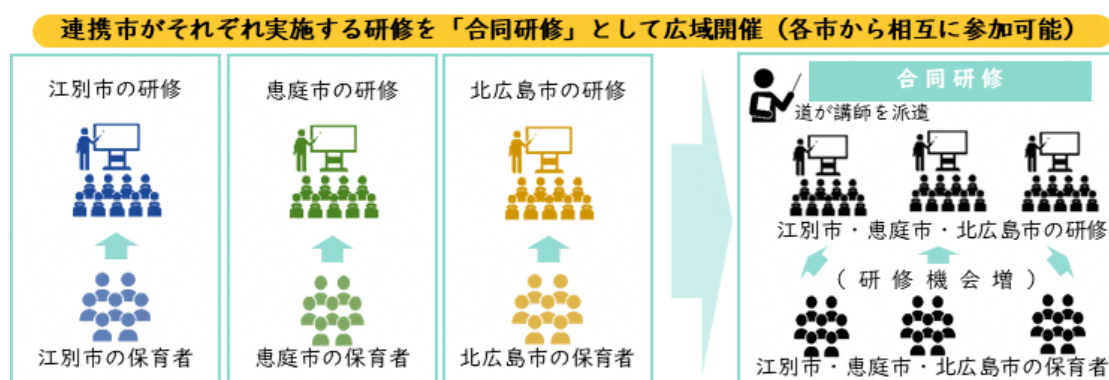 連携市がそれぞれ実施する研修を「合同研修」として広域開催（各市から相互に参加可能）
江別市の研修
江別市の保育者
恵庭市の研修
恵庭市の保育者
北広島市の研修
北広島市の保育者
合同研修
道が講師を派遣
江別市・恵庭市・北広島市の研修
（研修機会増）
江別市・恵庭市・北広島市の保育者